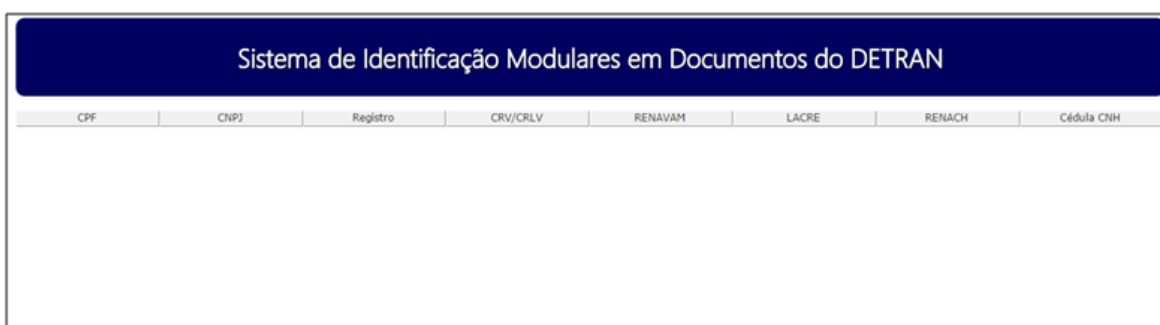 Sistema de Identificação Modulares em Documentos do DETRAN
CPF CNPJ Registro CRV/CRLV RENAVAM LACRE RENACH Cédula CNH